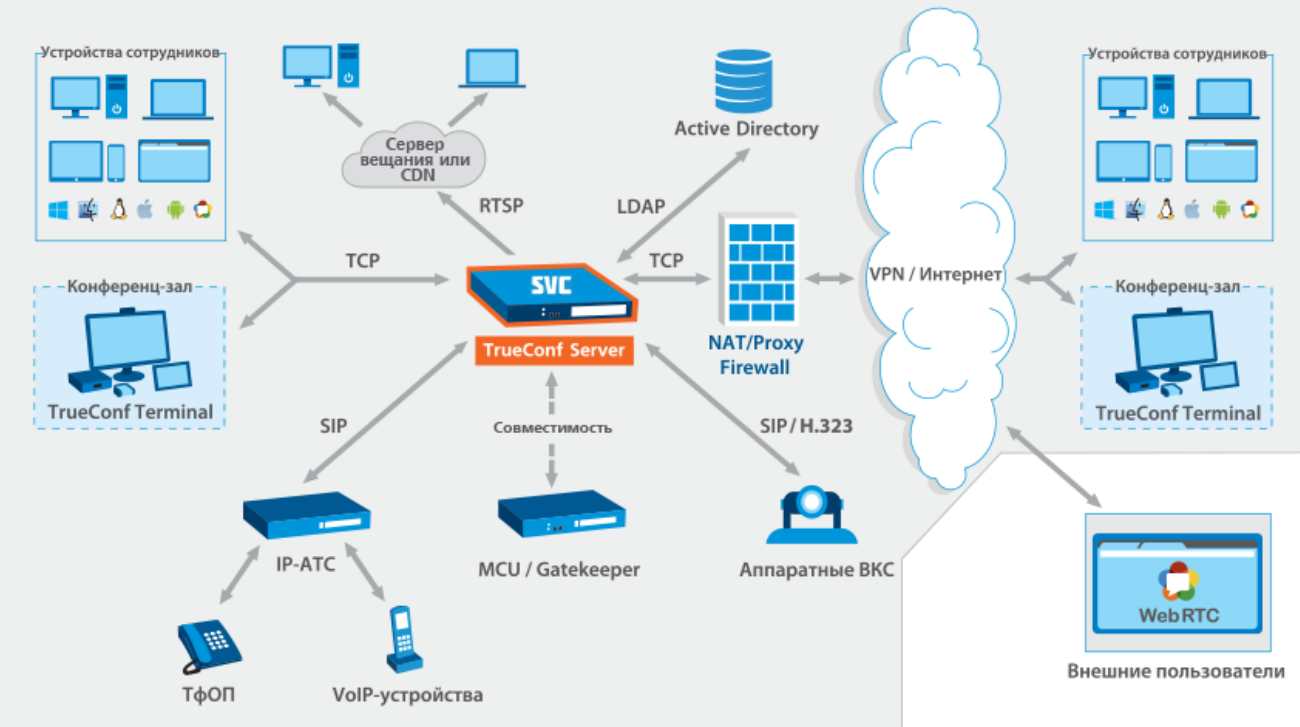 Устройства сотрудников
Сервер
вещания или
CDN
Active Directory
Устройства сотрудников
RTSP
LDAP
TCP
TCP
VPN / Интернет
SVC
TrueConf Server
NAT/Proxy
Firewall
Конференц-зал
TrueConf Terminal
Конференц-зал
TrueConf Terminal
SIP
Совместимость
SIP / H.323
IP-АТС
MCU / Gatekeeper
Аппаратные ВКС
WebRTC
ТфОП
VoIP-устройства
Внешние пользователи